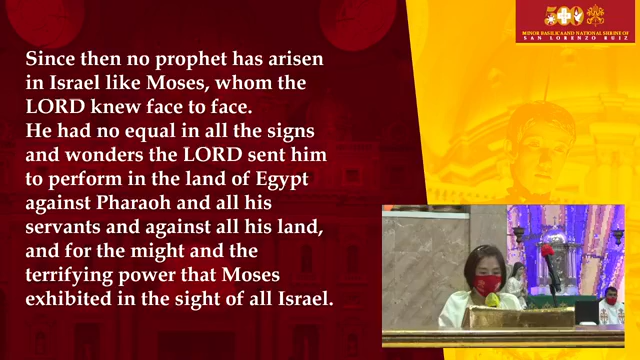 Since then no prophet has arisen
in Israel like Moses, whom the
LORD knew face to face.
He had no equal in all the signs
and wonders the LORD sent him
to perform in the land of Egypt
against Pharaoh and all his
servants and against all his land,
and for the might and the
terrifying power that Moses
exhibited in the sight of all Israel.
500
MINOR BASILICA AND NATIONAL SHRINE OF
SAN LORENZO RUIZ